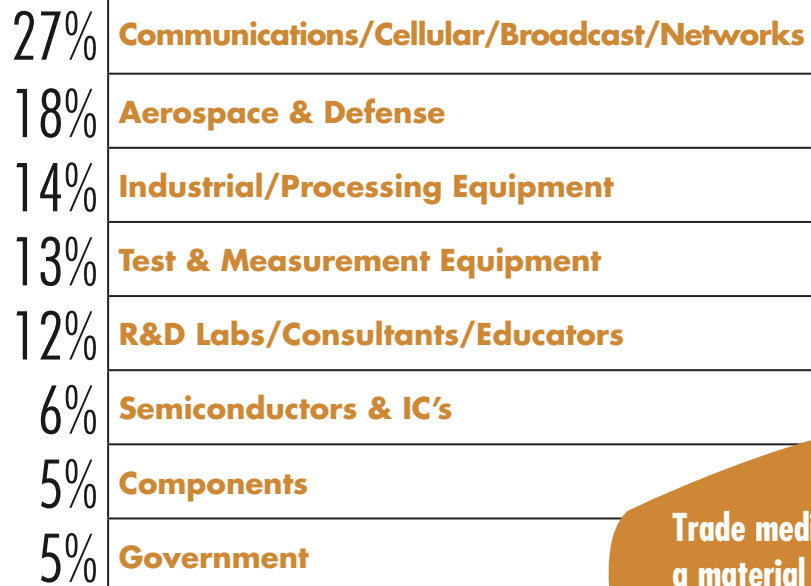 27% Communications/Cellular/Broadcast/Networks
18% Aerospace & Defense
14% Industrial/Processing Equipment
13% Test & Measurement Equipment
12% R&D Labs/Consultants/Educators
6% Semiconductors & IC’s
5% Components
5% Government
Trade
a material